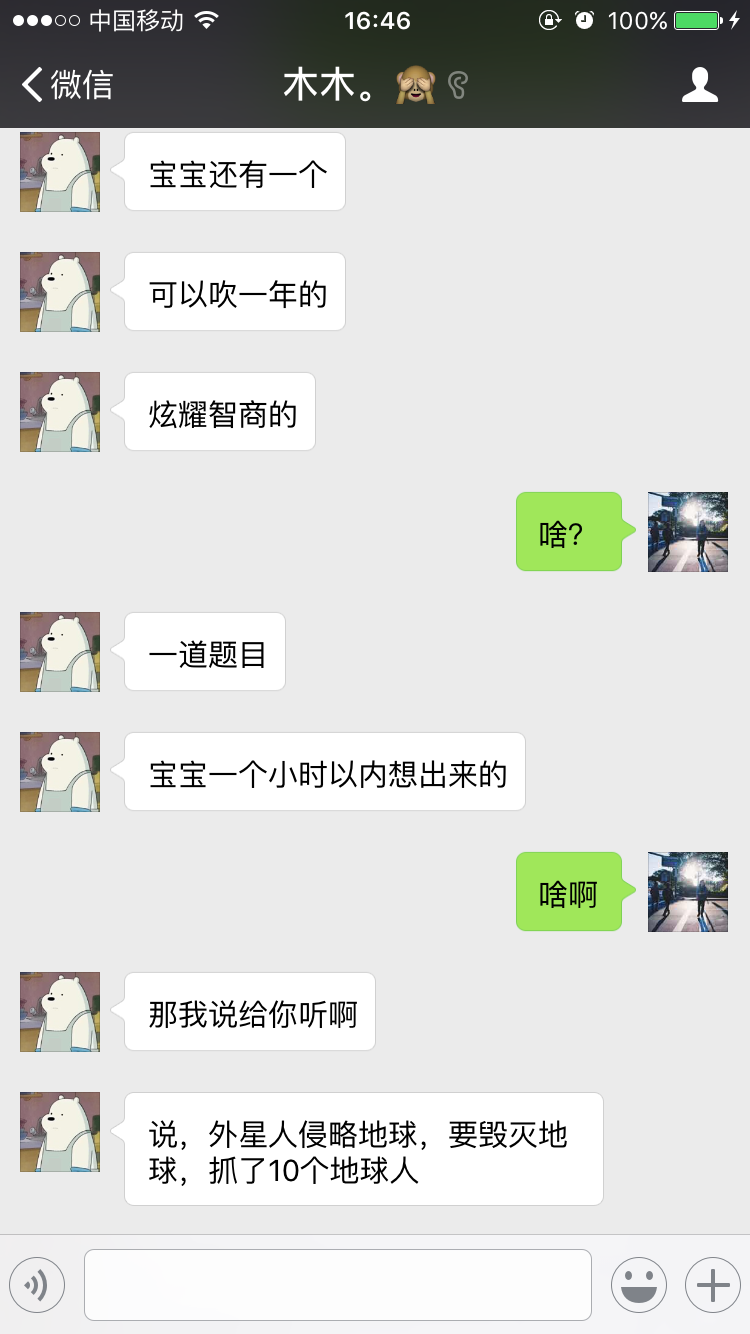 中国移动 16:46 100%
微信 木木。
宝宝还有一个
可以吹一年的
炫耀智商的
啥?
一道题目
宝宝一个小时以内想出来的
啥啊
那我说给你听啊
说，外星人侵略地球，要毁灭地
球，抓了10个地球人